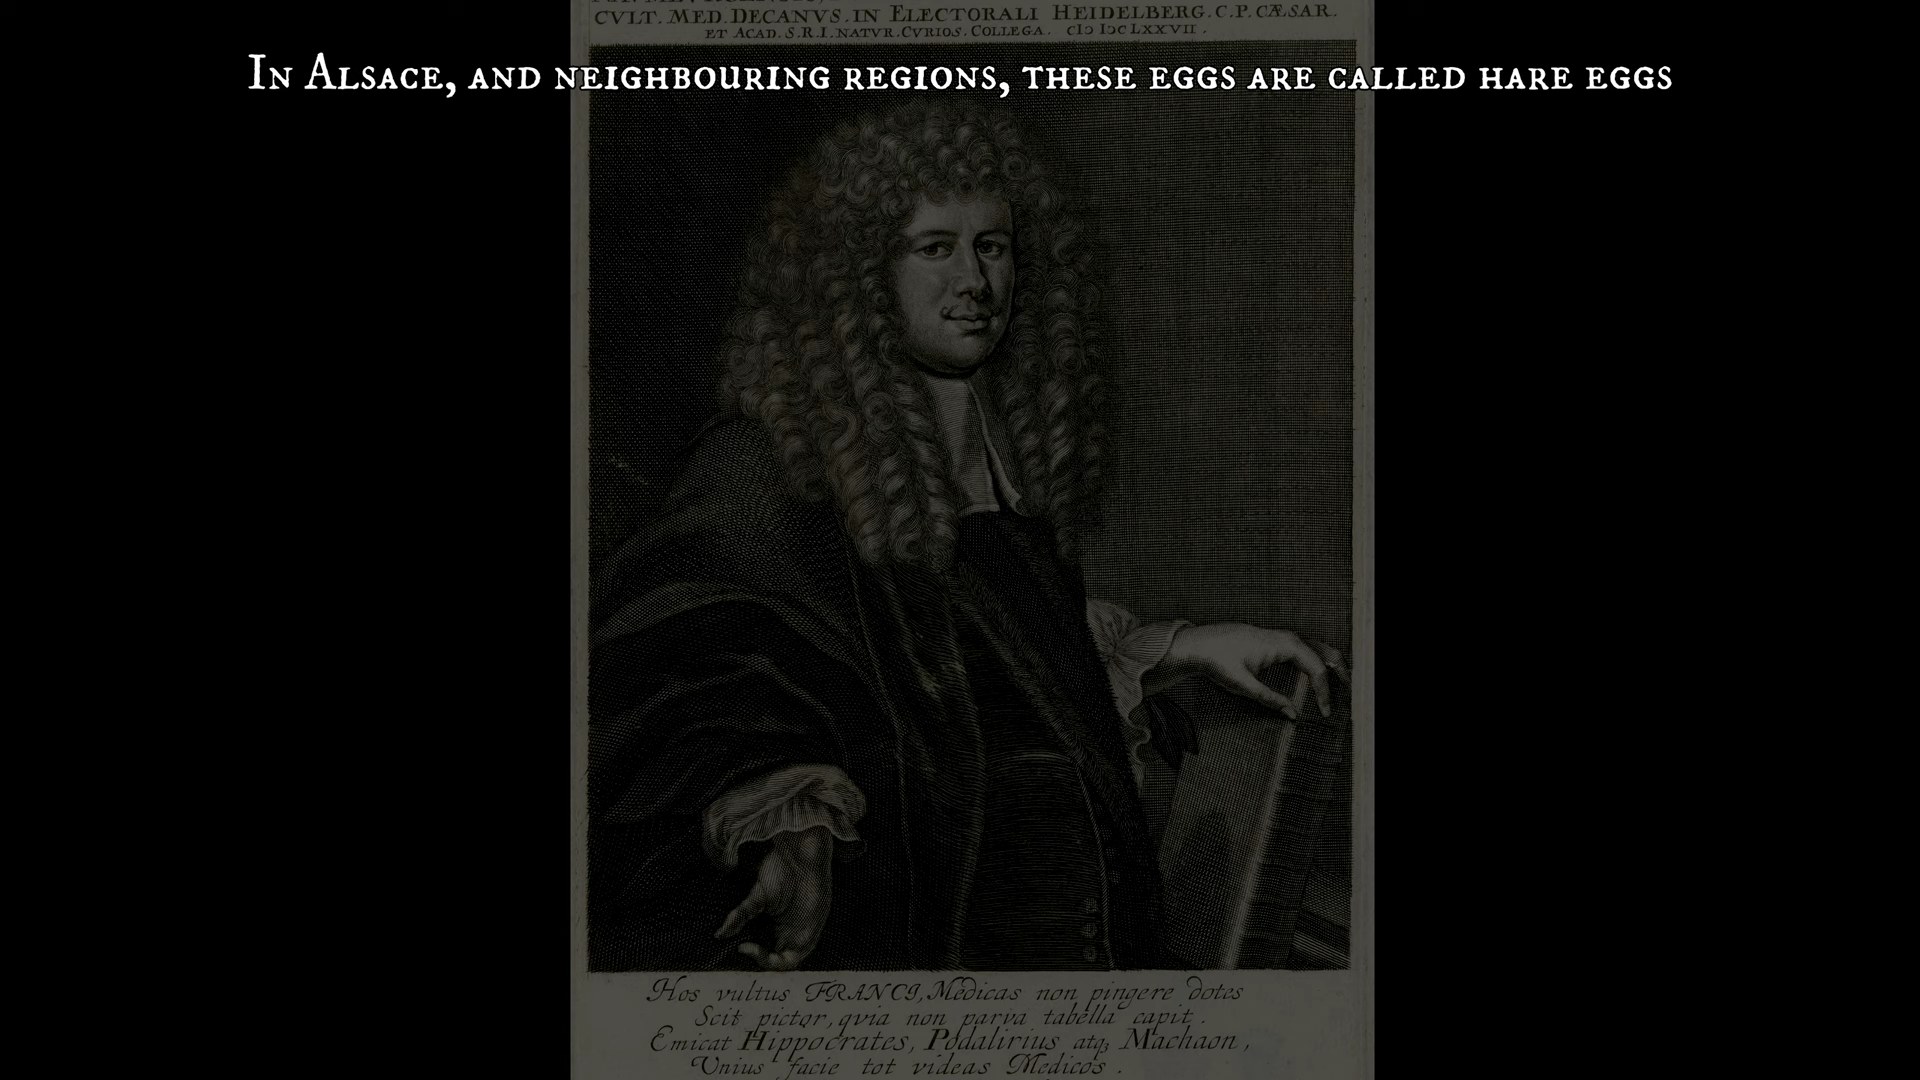 CVLT. MED. DECANVS. IN ELECTORALI HEIDELBERG. C. P. CÆSAR.
ET ACAD. S. R. I. NATVR. CVRIOS. COLLEGA. CIↃ IↃC LXXVII.
In Alsace, and neighbouring regions, these eggs are called hare eggs
Hos vultus FRANCI, Medicas non pingere dotes
Scit pictor, qvia non parva tabella capit.
Emicat Hippocrates, Podalirius atq; Machaon,
Unius facie tot videas Medicos.